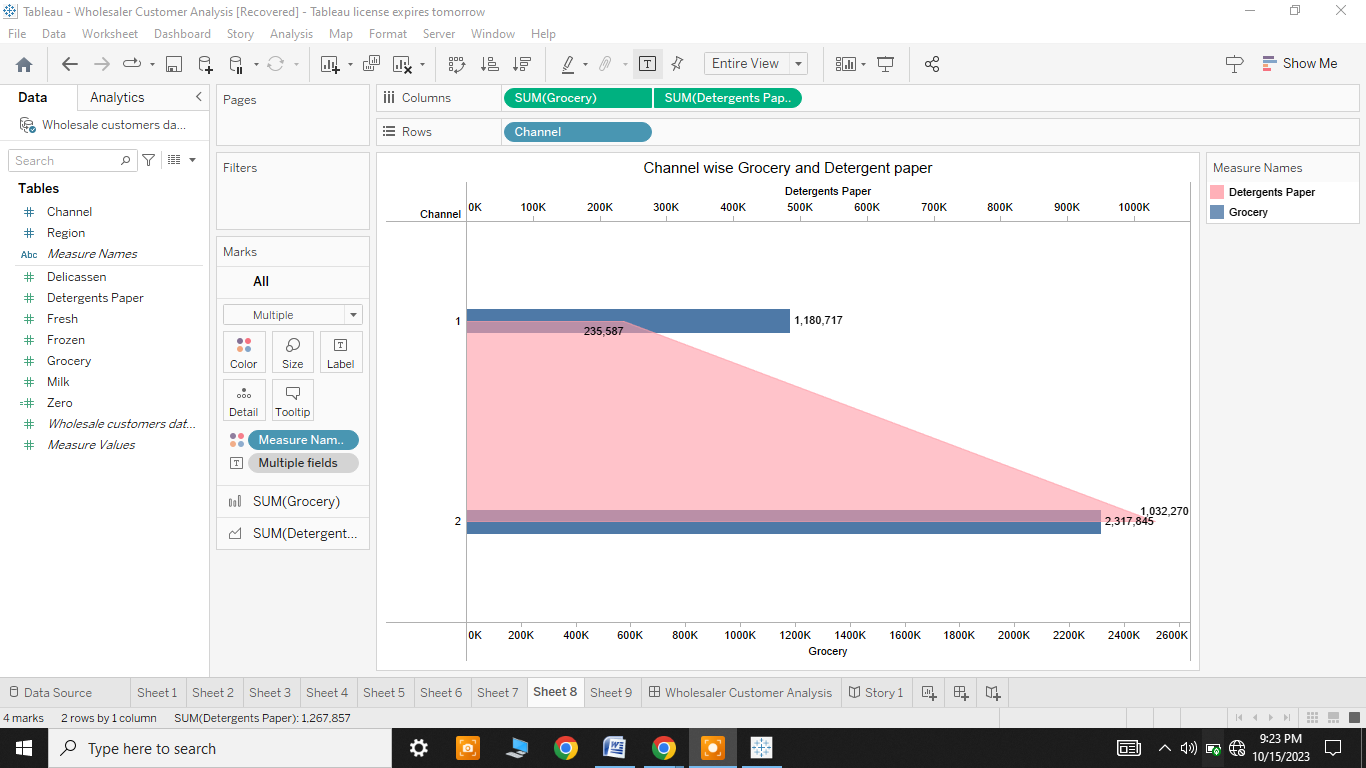 Tableau - Wholesaler Customer Analysis [Recovered] - Tableau license expires tomorrow
File Data Worksheet Dashboard Story Analysis Map Format Server Window Help
Entire View
Show Me
Data Analytics
Wholesale customers da...
Search
Tables
Channel
Region
Abc Measure Names
Delicassen
Detergents Paper
Fresh
Frozen
Grocery
Milk
Zero
Wholesale customers dat...
Measure Values
Pages
Filters
Marks
All
Multiple
Color Size Label
Detail Tooltip
Measure Nam..
Multiple fields
SUM(Grocery)
SUM(Detergent...
Columns SUM(Grocery) SUM(Detergents Pap..
Rows Channel
Channel wise Grocery and Detergent paper
Detergents Paper
Channel 0K 100K 200K 300K 400K 500K 600K 700K 800K 900K 1000K
1 1,180,717
235,587
1,032,270
2 2,317,845
0K 200K 400K 600K 800K 1000K 1200K 1400K 1600K 1800K 2000K 2200K 2400K 2600K
Grocery
Measure Names
Detergents Paper
Grocery
Data Source Sheet 1 Sheet 2 Sheet 3 Sheet 4 Sheet 5 Sheet 6 Sheet 7 Sheet 8 Sheet 9 Wholesaler Customer Analysis Story 1
4 marks 2 rows by 1 column SUM(Detergents Paper): 1,267,857
Type here to search
9:23 PM
10/15/2023